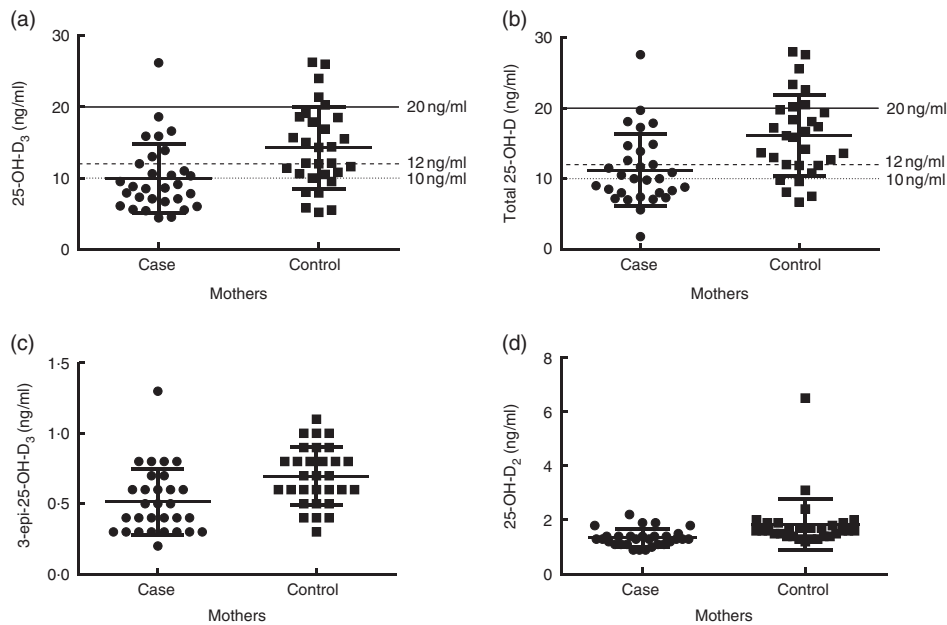 (a)
30
20
10
0
25-OH-D₃ (ng/ml)
20 ng/ml
12 ng/ml
10 ng/ml
Case
Control
Mothers
(b)
30
20
10
0
Total 25-OH-D (ng/ml)
20 ng/ml
12 ng/ml
10 ng/ml
Case
Control
Mothers
(c)
1·5
1·0
0·5
0·0
3-epi-25-OH-D₃ (ng/ml)
Case
Control
Mothers
(d)
8
6
4
2
0
25-OH-D₂ (ng/ml)
Case
Control
Mothers